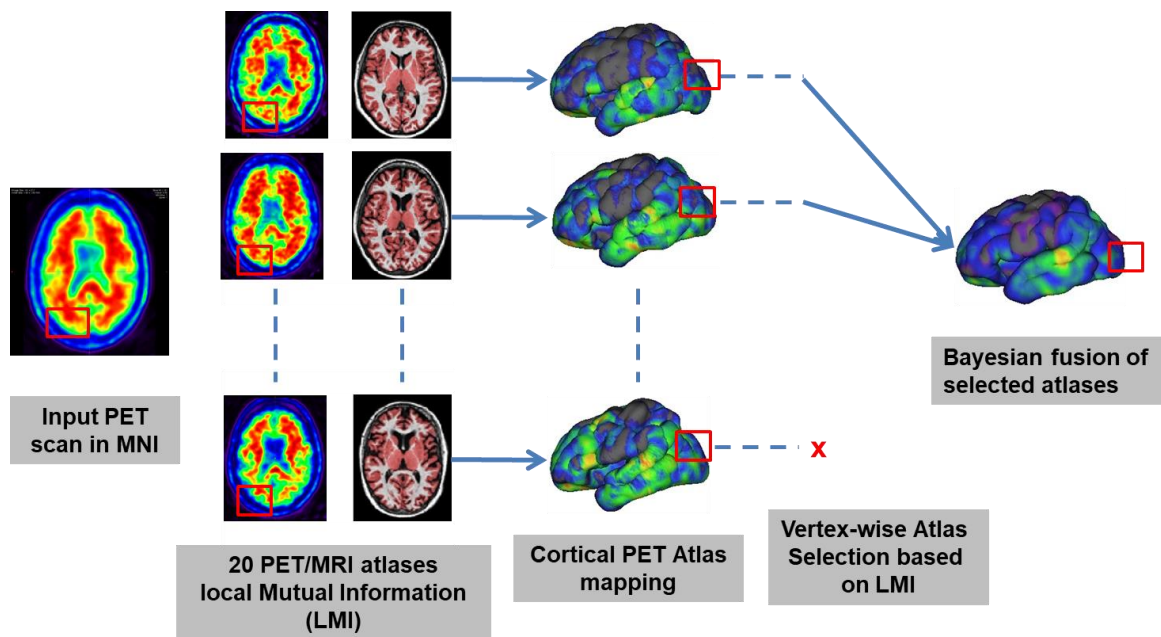 Input PET
scan in MNI
20 PET/MRI atlases
local Mutual Information
(LMI)
Cortical PET Atlas
mapping
x
Vertex-wise Atlas
Selection based
on LMI
Bayesian fusion of
selected atlases